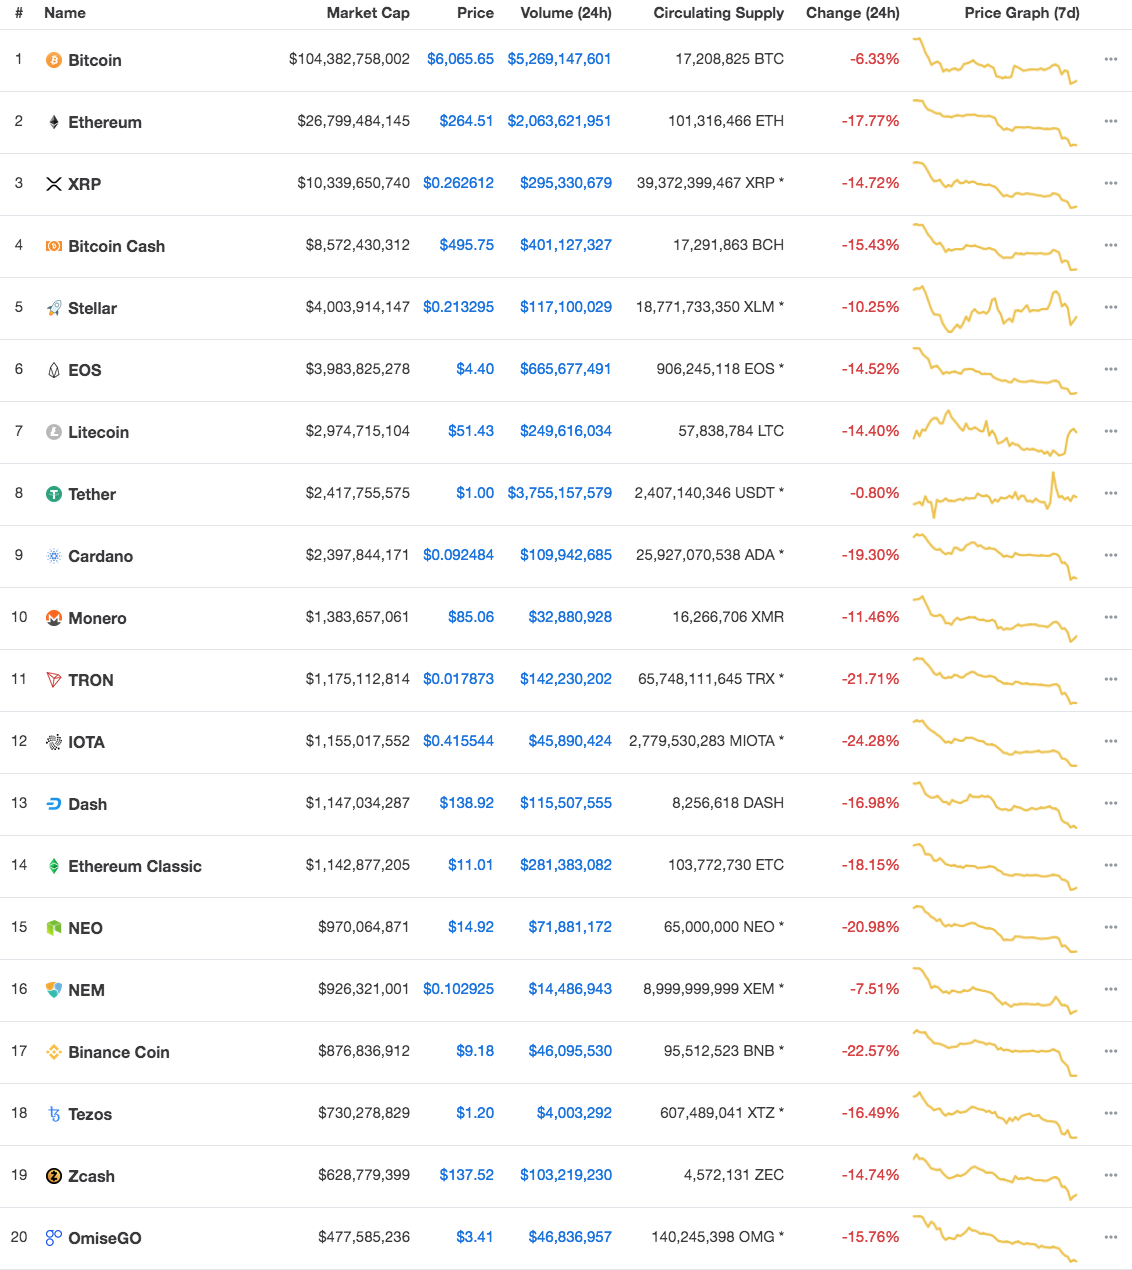 # Name Market Cap Price Volume (24h) Circulating Supply Change (24h) Price Graph (7d)
1 Bitcoin $104,382,758,002 $6,065.65 $5,269,147,601 17,208,825 BTC -6.33%
2 Ethereum $26,799,484,145 $264.51 $2,063,621,951 101,316,466 ETH -17.77%
3 XRP $10,339,650,740 $0.262612 $295,330,679 39,372,399,467 XRP * -14.72%
4 Bitcoin Cash $8,572,430,312 $495.75 $401,127,327 17,291,863 BCH -15.43%
5 Stellar $4,003,914,147 $0.213295 $117,100,029 18,771,733,350 XLM * -10.25%
6 EOS $3,983,825,278 $4.40 $665,677,491 906,245,118 EOS * -14.52%
7 Litecoin $2,974,715,104 $51.43 $249,616,034 57,838,784 LTC -14.40%
8 Tether $2,417,755,575 $1.00 $3,755,157,579 2,407,140,346 USDT * -0.80%
9 Cardano $2,397,844,171 $0.092484 $109,942,685 25,927,070,538 ADA * -19.30%
10 Monero $1,383,657,061 $85.06 $32,880,928 16,266,706 XMR -11.46%
11 TRON $1,175,112,814 $0.017873 $142,230,202 65,748,111,645 TRX * -21.71%
12 IOTA $1,155,017,552 $0.415544 $45,890,424 2,779,530,283 MIOTA * -24.28%
13 Dash $1,147,034,287 $138.92 $115,507,555 8,256,618 DASH -16.98%
14 Ethereum Classic $1,142,877,205 $11.01 $281,383,082 103,772,730 ETC -18.15%
15 NEO $970,064,871 $14.92 $71,881,172 65,000,000 NEO * -20.98%
16 NEM $926,321,001 $0.102925 $14,486,943 8,999,999,999 XEM * -7.51%
17 Binance Coin $876,836,912 $9.18 $46,095,530 95,512,523 BNB * -22.57%
18 Tezos $730,278,829 $1.20 $4,003,292 607,489,041 XTZ * -16.49%
19 Zcash $628,779,399 $137.52 $103,219,230 4,572,131 ZEC -14.74%
20 OmiseGO $477,585,236 $3.41 $46,836,957 140,245,398 OMG * -15.76%